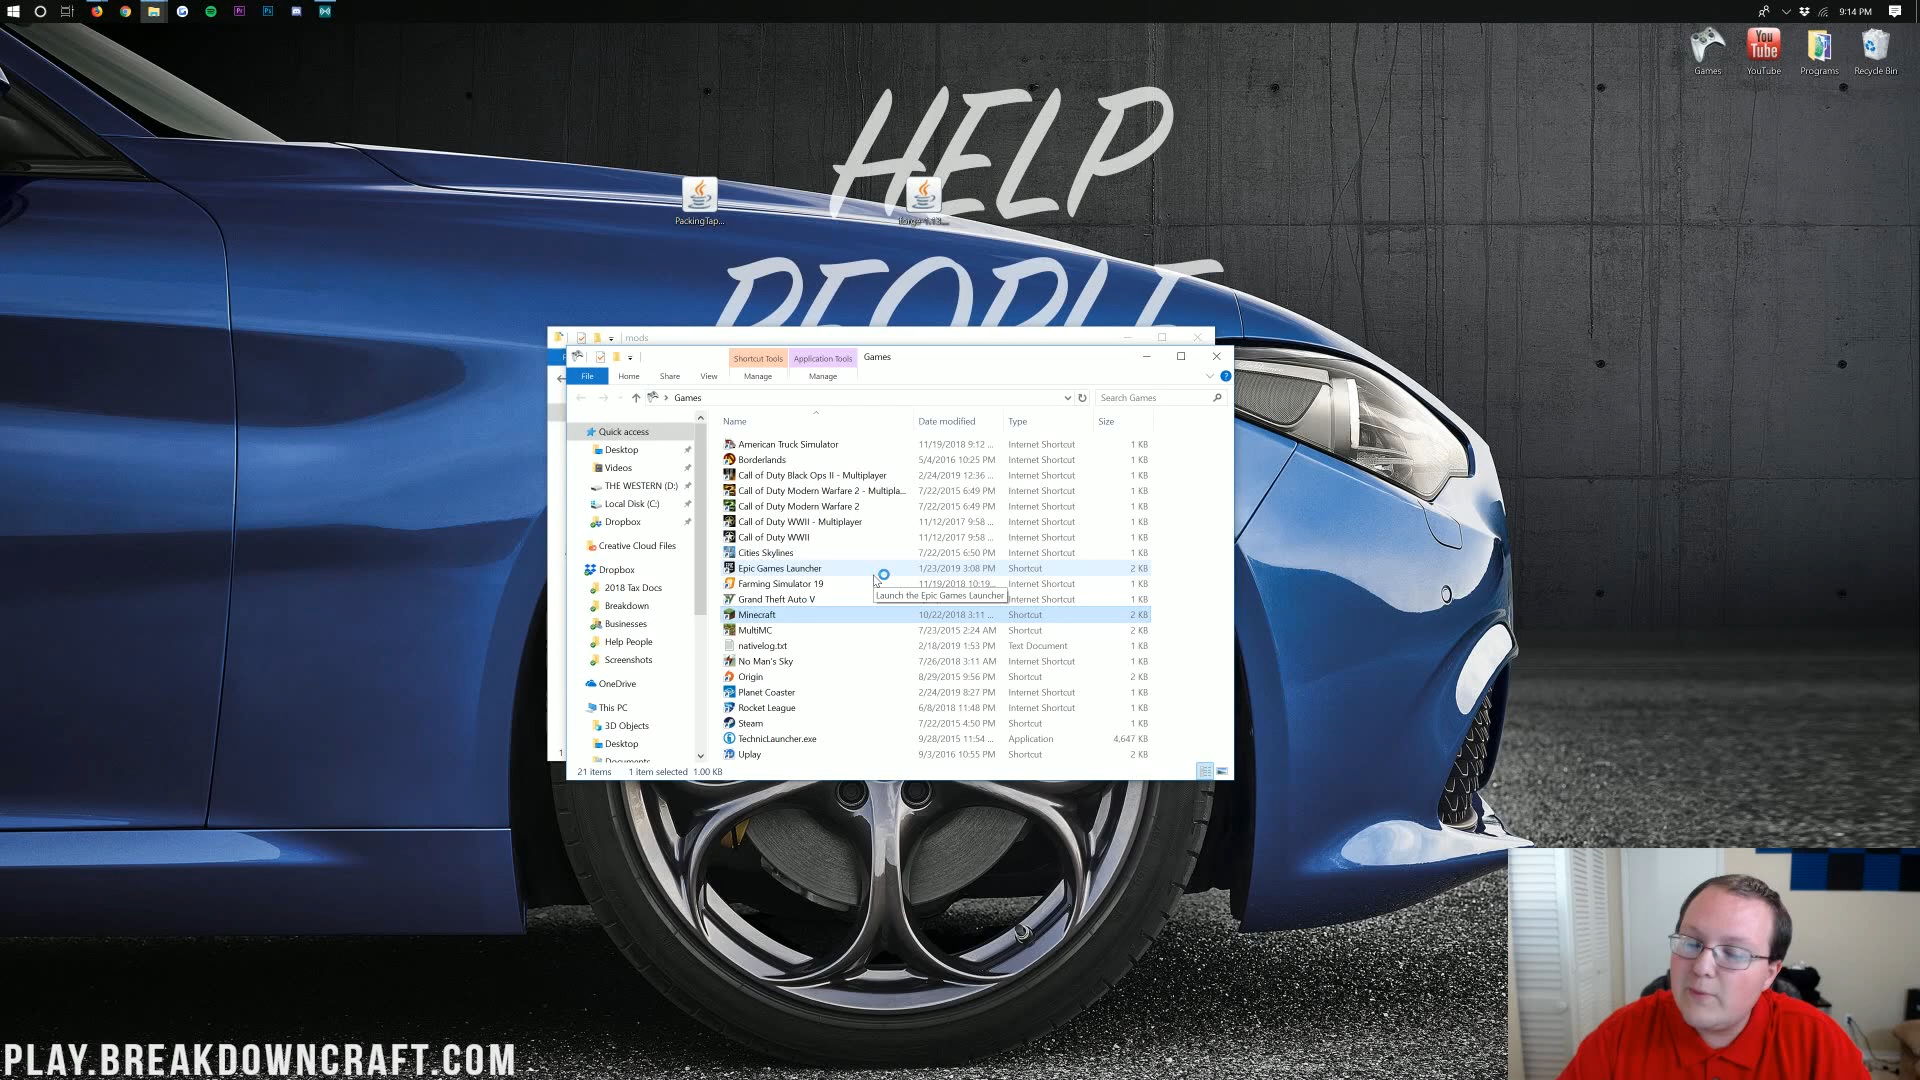 9:14 PM
Games
YouTube
Programs
Recycle Bin
You
Tube
HELP
PEOPLE
PackingTap...
forge-1.13...
mods
Shortcut Tools
Application Tools
Games
File
Home
Share
View
Manage
Manage
Games
Search Games
Name
Date modified
Type
Size
Quick access
Desktop
Videos
THE WESTERN (D:)
Local Disk (C:)
Dropbox
Creative Cloud Files
Dropbox
2018 Tax Docs
Breakdown
Businesses
Help People
Screenshots
OneDrive
This PC
3D Objects
Desktop
Documents
American Truck Simulator 11/19/2018 9:12 ... Internet Shortcut 1 KB
Borderlands 5/4/2016 10:25 PM Internet Shortcut 1 KB
Call of Duty Black Ops II - Multiplayer 2/24/2019 12:36 ... Internet Shortcut 1 KB
Call of Duty Modern Warfare 2 - Multipla... 7/22/2015 6:49 PM Internet Shortcut 1 KB
Call of Duty Modern Warfare 2 7/22/2015 6:49 PM Internet Shortcut 1 KB
Call of Duty WWII - Multiplayer 11/12/2017 9:58 ... Internet Shortcut 1 KB
Call of Duty WWII 11/12/2017 9:58 ... Internet Shortcut 1 KB
Cities Skylines 7/22/2015 6:50 PM Internet Shortcut 1 KB
Epic Games Launcher 1/23/2019 3:08 PM Shortcut 2 KB
Farming Simulator 19 11/19/2018 10:19... Internet Shortcut 1 KB
Launch the Epic Games Launcher
Grand Theft Auto V Internet Shortcut 1 KB
Minecraft 10/22/2018 3:11 ... Shortcut 2 KB
MultiMC 7/23/2015 2:24 AM Shortcut 2 KB
nativelog.txt 2/18/2019 1:53 PM Text Document 1 KB
No Man's Sky 7/26/2018 3:11 AM Internet Shortcut 1 KB
Origin 8/29/2015 9:56 PM Shortcut 2 KB
Planet Coaster 2/24/2019 8:27 PM Internet Shortcut 1 KB
Rocket League 6/8/2018 11:48 PM Internet Shortcut 1 KB
Steam 7/22/2015 4:50 PM Shortcut 1 KB
TechnicLauncher.exe 9/28/2015 11:54 ... Application 4,647 KB
Uplay 9/3/2016 10:55 PM Shortcut 2 KB
21 items 1 item selected 1.00 KB
PLAY.BREAKDOWNCRAFT.COM